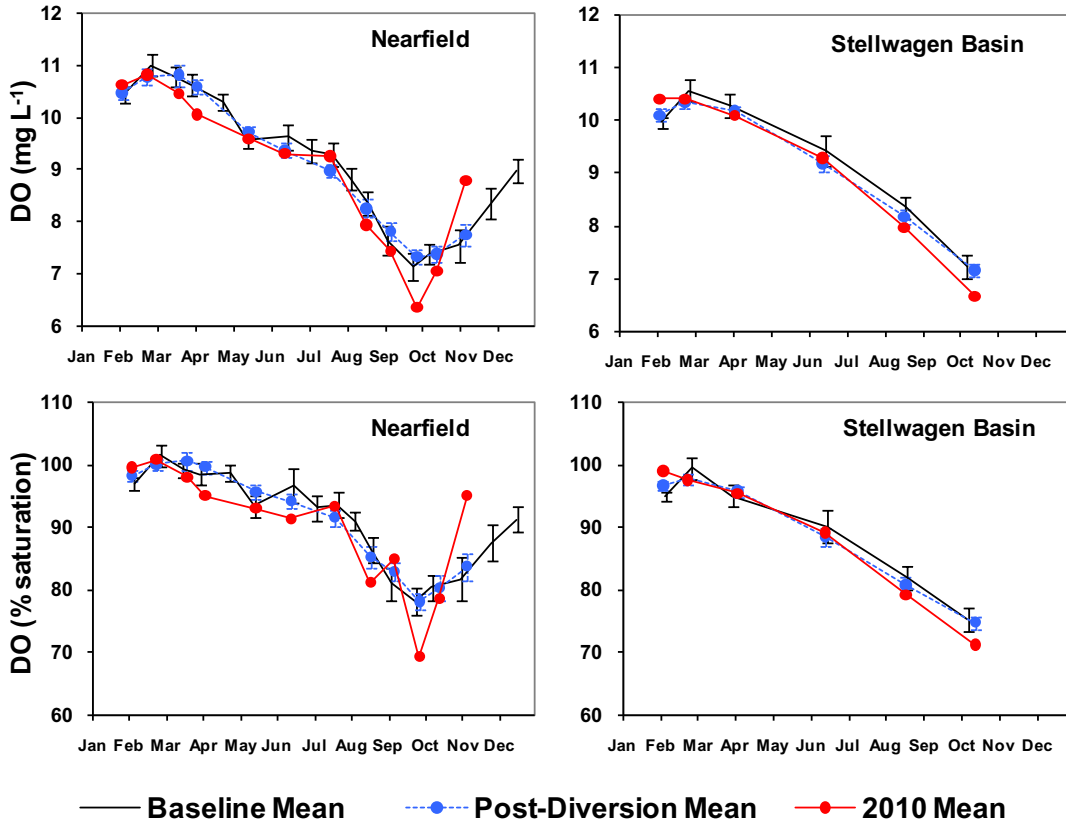 Nearfield
DO (mg L-1)
12
11
10
9
8
7
6
Jan Feb Mar Apr May Jun Jul Aug Sep Oct Nov Dec
Stellwagen Basin
12
11
10
9
8
7
6
Jan Feb Mar Apr May Jun Jul Aug Sep Oct Nov Dec
Nearfield
DO (% saturation)
110
100
90
80
70
60
Jan Feb Mar Apr May Jun Jul Aug Sep Oct Nov Dec
Stellwagen Basin
110
100
90
80
70
60
Jan Feb Mar Apr May Jun Jul Aug Sep Oct Nov Dec
Baseline Mean Post-Diversion Mean 2010 Mean